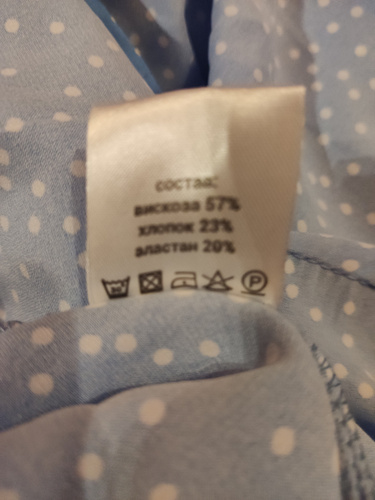 состав:
вискоза 57%
хлопок 23%
эластан 20%
P